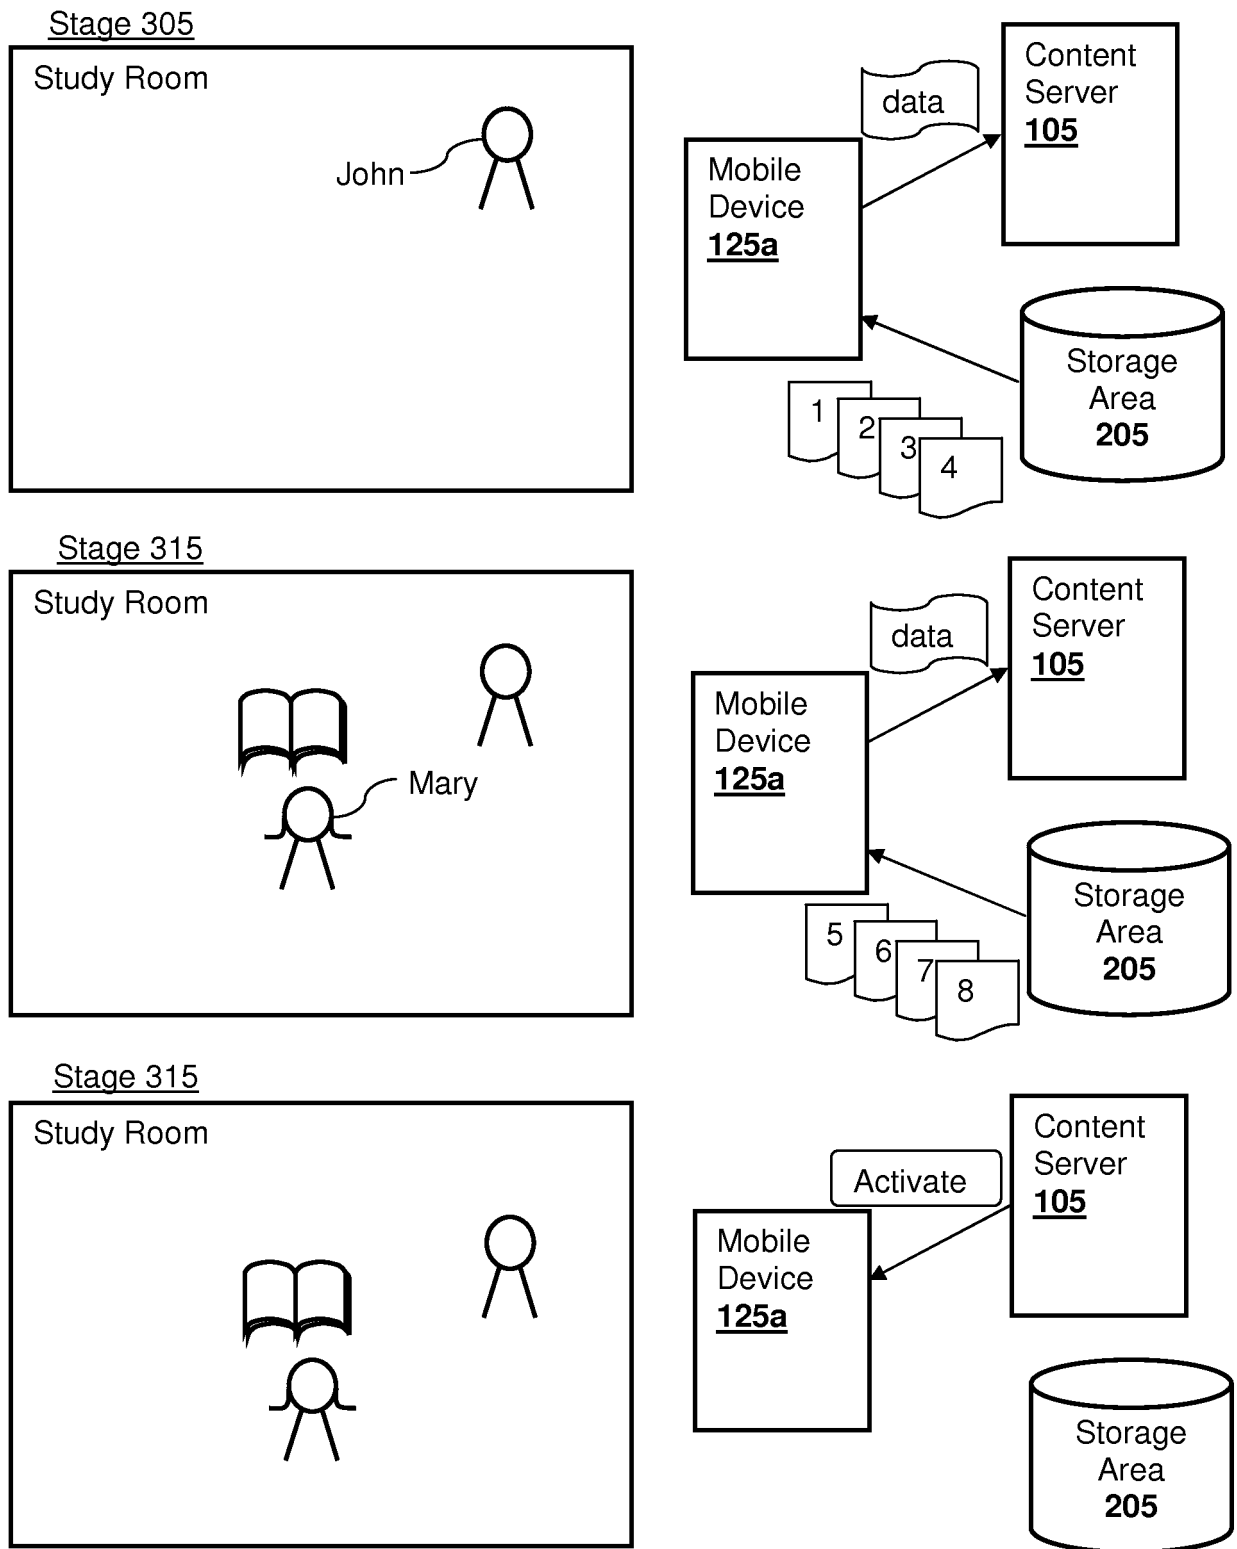 Stage 305
Study Room
John
data
Content
Server
105
Mobile
Device
125a
Storage
Area
205
1
2
3
4
Stage 315
Study Room
Mary
data
Content
Server
105
Mobile
Device
125a
Storage
Area
205
5
6
7
8
Stage 315
Study Room
Activate
Content
Server
105
Mobile
Device
125a
Storage
Area
205